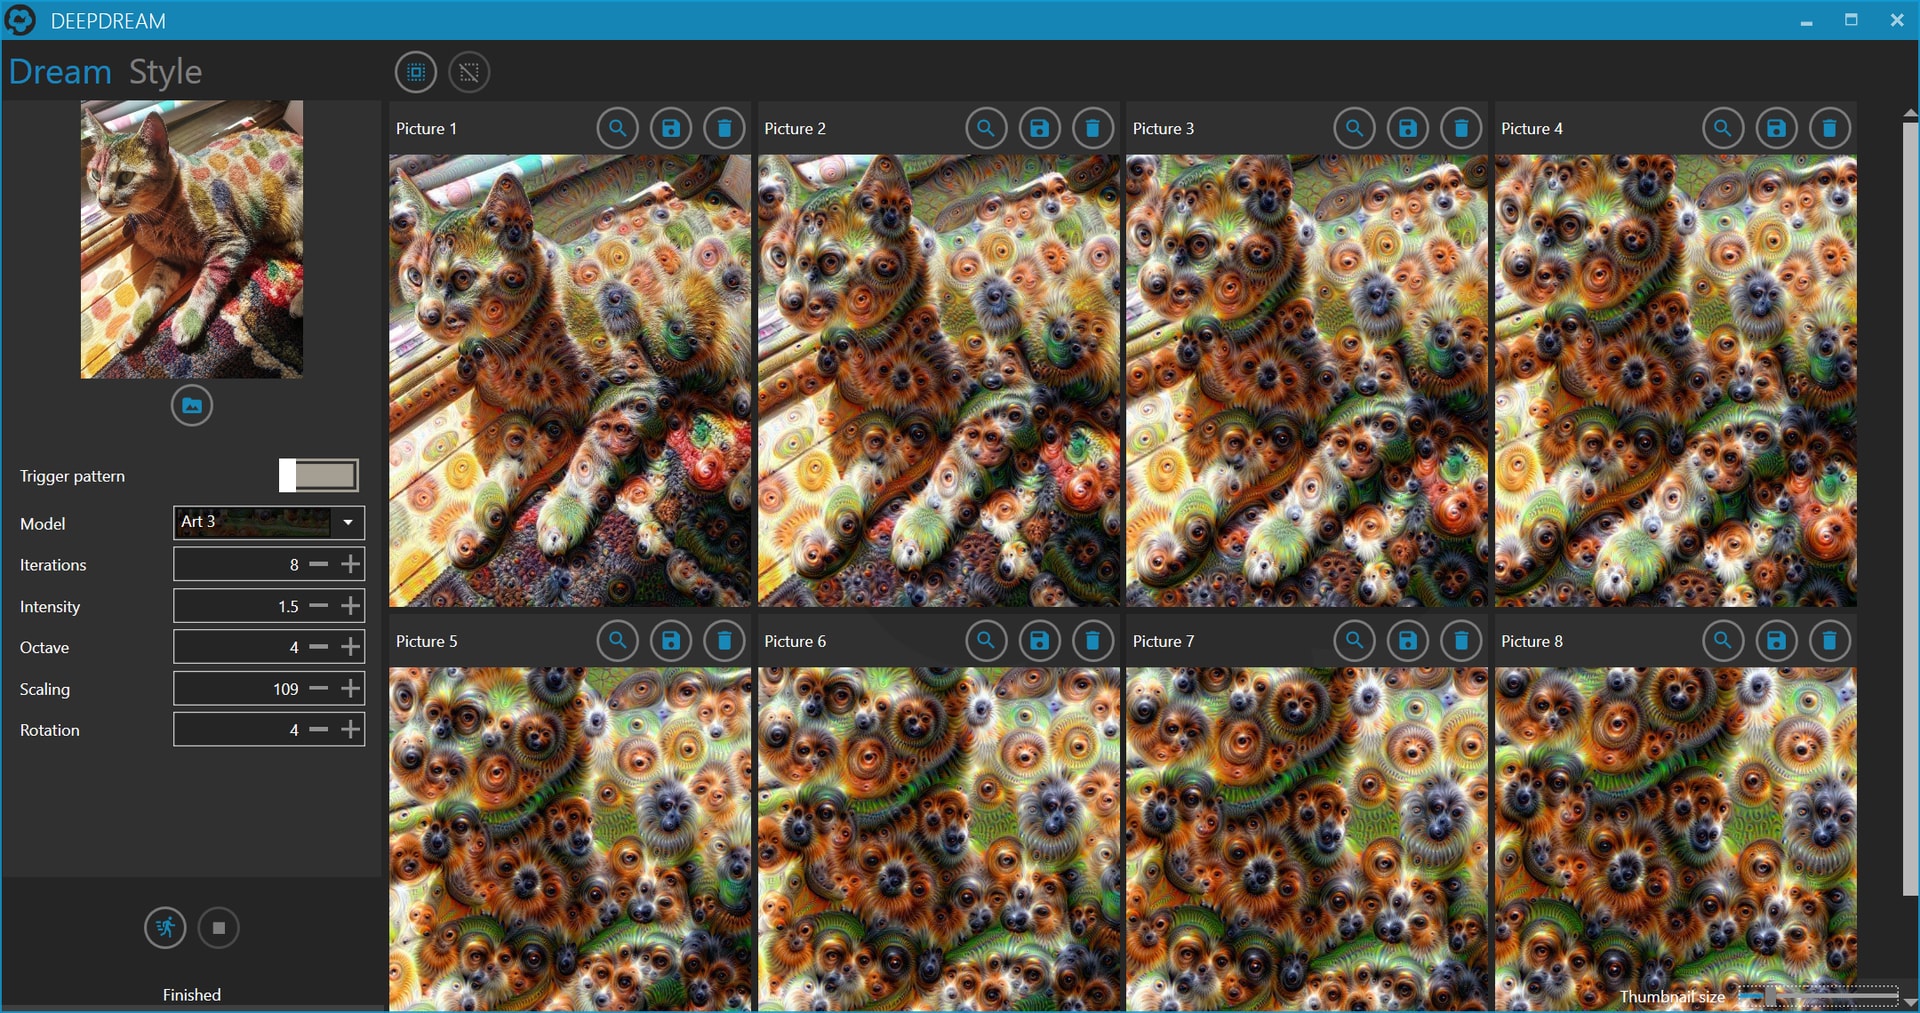 DEEPDREAM
Dream Style
Trigger pattern
Model Art 3
Iterations 8
Intensity 1.5
Octave 4
Scaling 109
Rotation 4
Finished
Picture 1
Picture 2
Picture 3
Picture 4
Picture 5
Picture 6
Picture 7
Picture 8
Thumbnail size